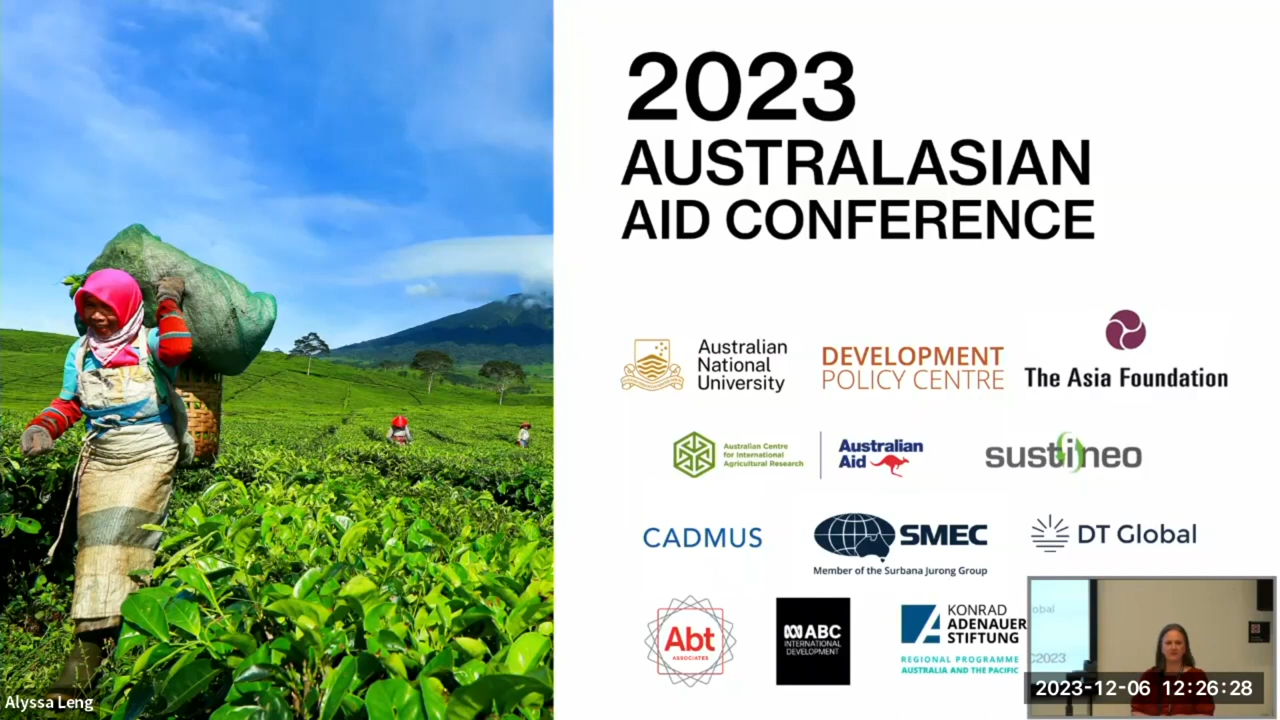 2023
AUSTRALASIAN
AID CONFERENCE
Australian
National
University
DEVELOPMENT
POLICY CENTRE
The Asia Foundation
Australian Centre
for International
Agricultural Research
Australian
Aid
sustineo
CADMUS
SMEC
Member of the Surbana Jurong Group
DT Global
Abt
ASSOCIATES
ABC
INTERNATIONAL
DEVELOPMENT
KONRAD
ADENAUER
STIFTUNG
REGIONAL PROGRAMME
AUSTRALIA AND THE PACIFIC
obal
C2023
2023-12-06 12:26:28
Alyssa Leng